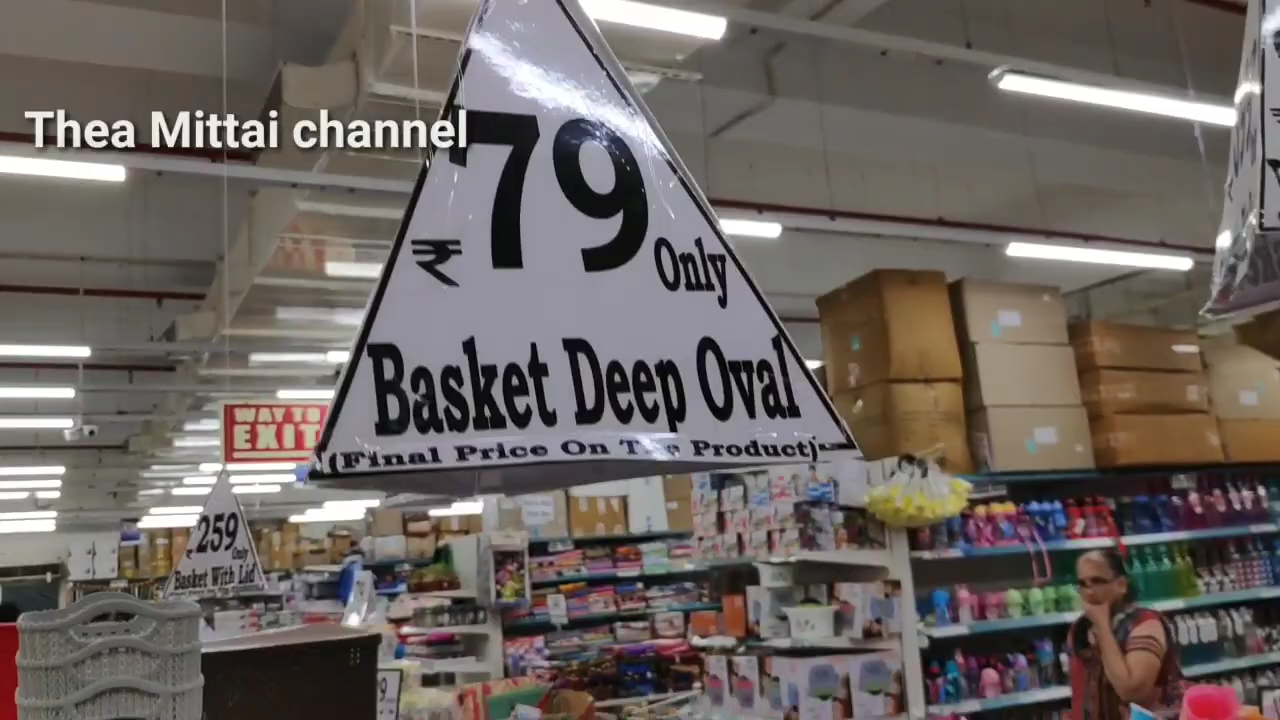 Thea Mittai channel
₹79 Only
Basket Deep Oval
(Final Price On The Product)
WAY TO
EXIT
₹259 Only
Basket With Lid